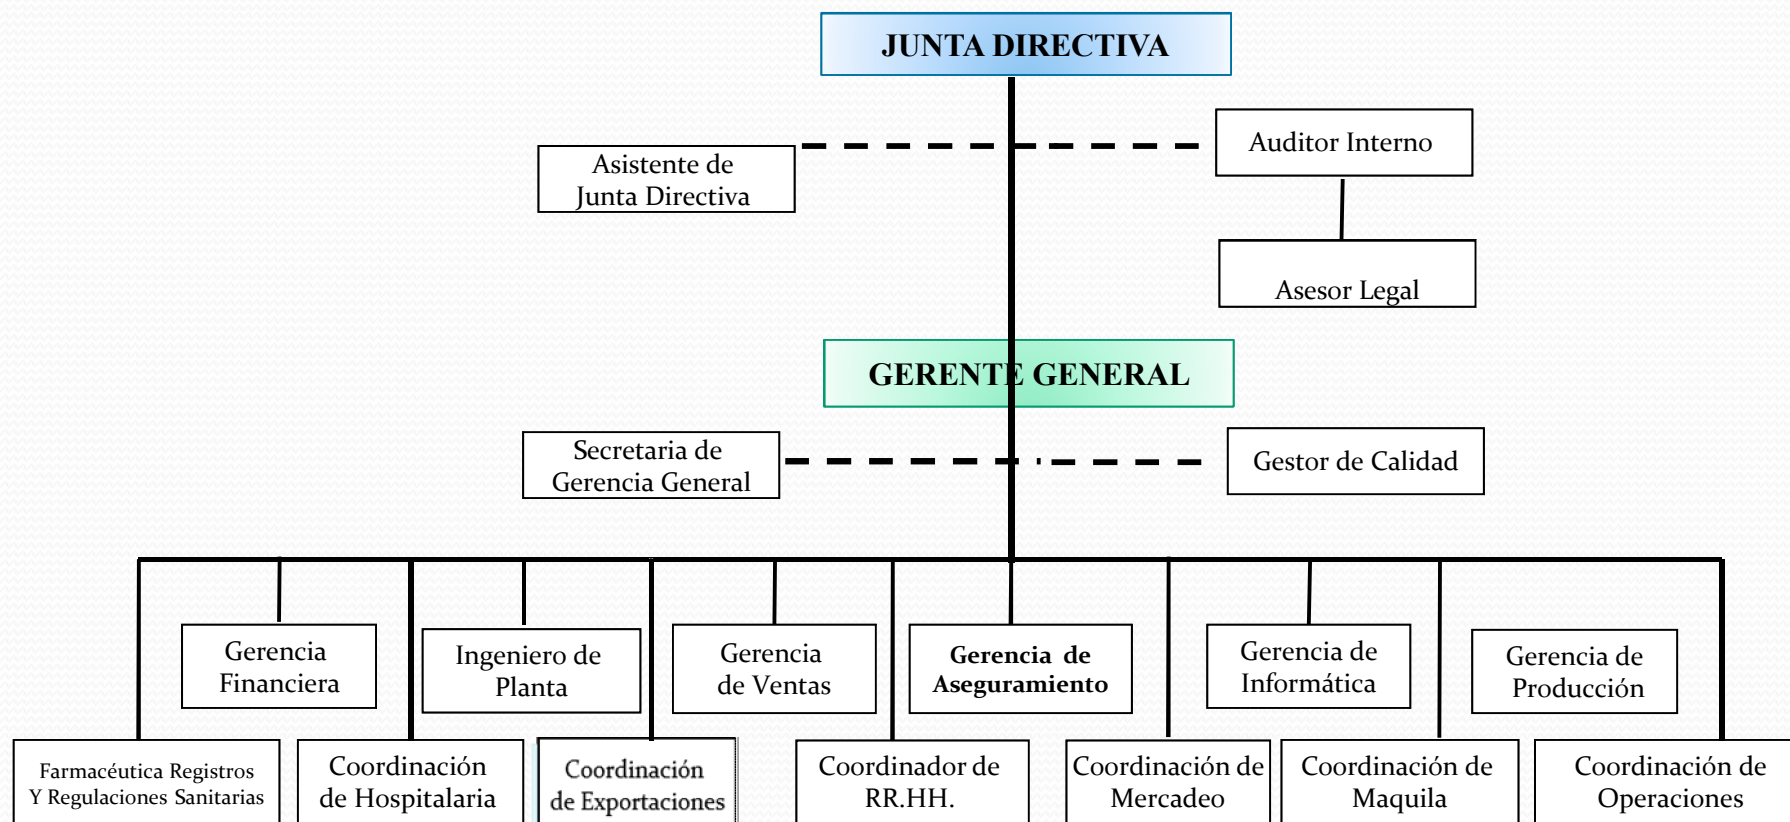 JUNTA DIRECTIVA
Asistente de
Junta Directiva
Auditor Interno
Asesor Legal
GERENTE GENERAL
Secretaria de
Gerencia General
Gestor de Calidad
Gerencia
Financiera
Ingeniero de
Planta
Gerencia
de Ventas
Gerencia de
Aseguramiento
Gerencia de
Informática
Gerencia de
Producción
Farmacéutica Registros
Y Regulaciones Sanitarias
Coordinación
de Hospitalaria
Coordinación
de Exportaciones
Coordinador de
RR.HH.
Coordinación de
Mercadeo
Coordinación de
Maquila
Coordinación de
Operaciones